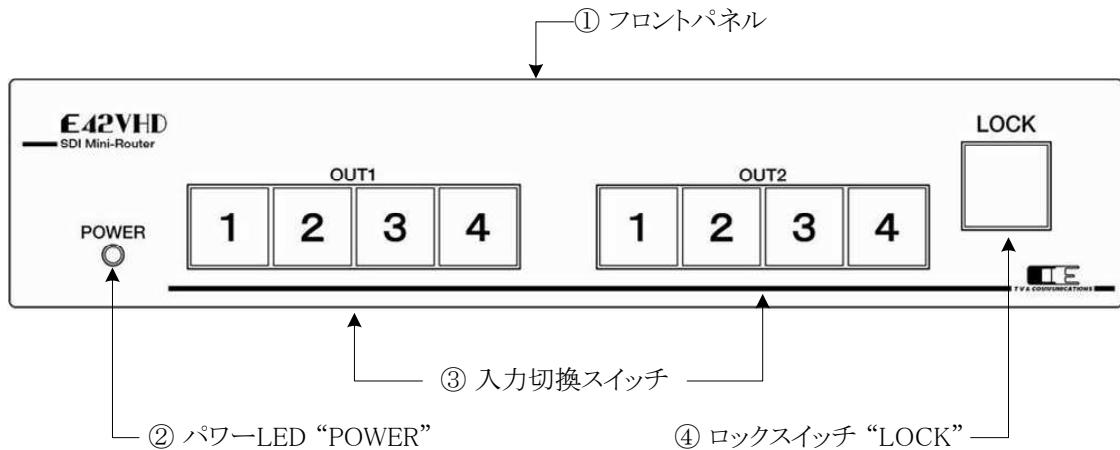 ① フロントパネル
E42VHD
SDI Mini-Router
LOCK
OUT1
OUT2
1 2 3 4
1 2 3 4
POWER
TV & COMMUNICATIONS
③ 入力切換スイッチ
② パワーLED “POWER”
④ ロックスイッチ “LOCK”